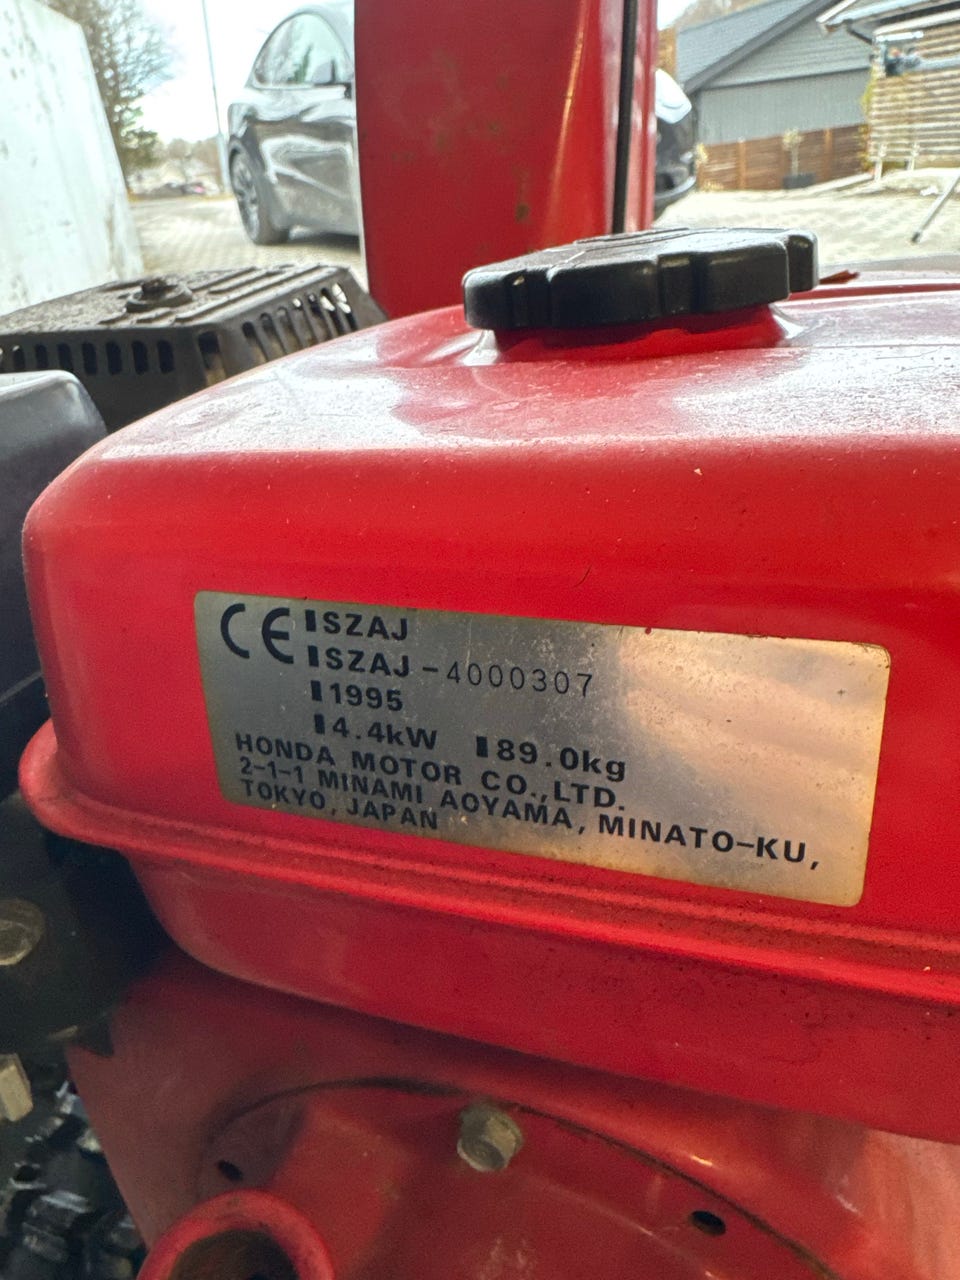 CE SZAJ
SZAJ-4000307
1995
4.4kW 89.0kg
HONDA MOTOR CO.,LTD.
2-1-1 MINAMI AOYAMA, MINATO-KU,
TOKYO, JAPAN